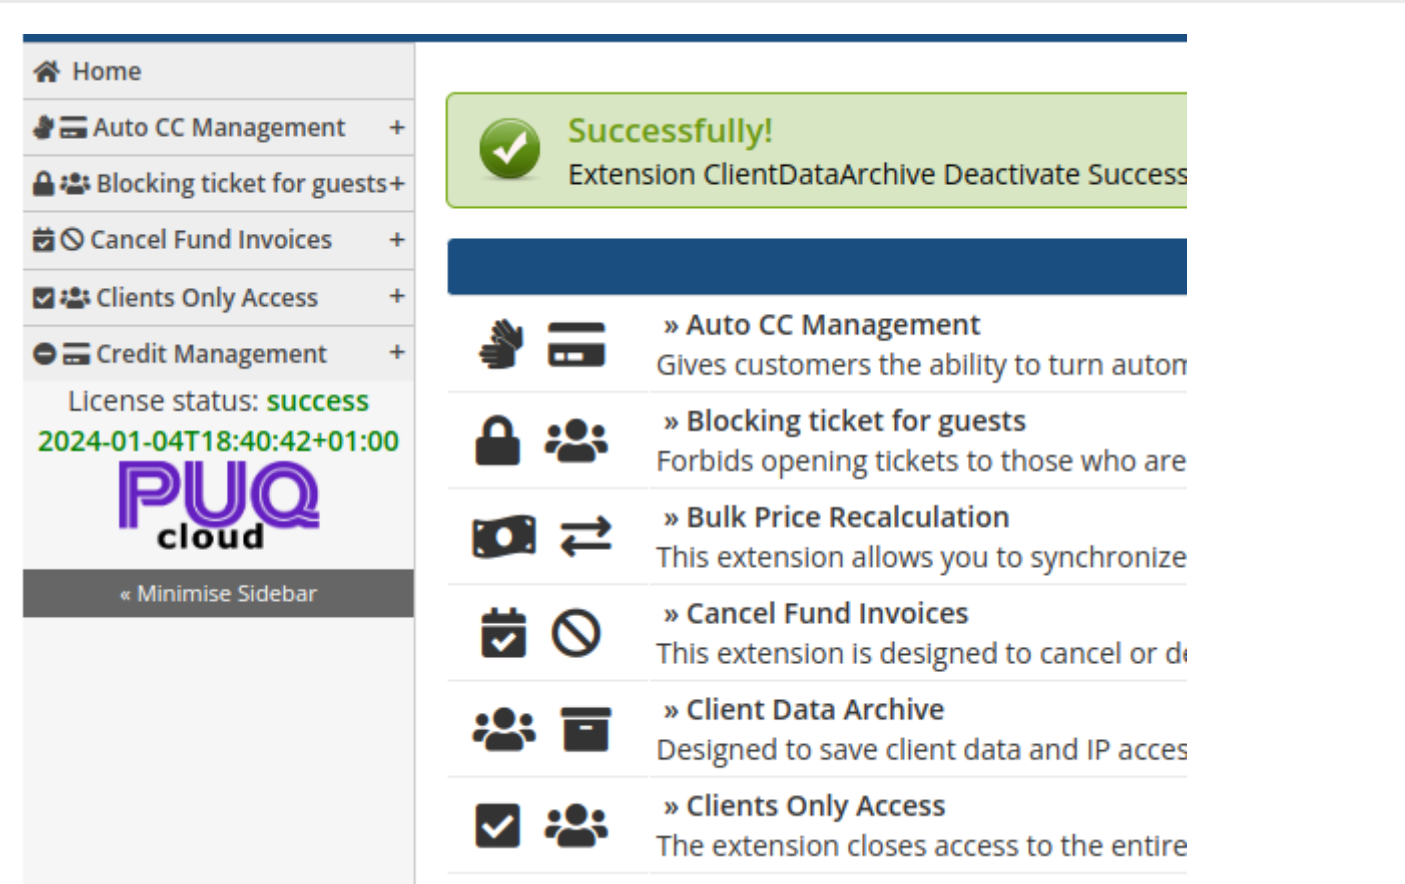 Home
Auto CC Management +
Blocking ticket for guests+
Cancel Fund Invoices +
Clients Only Access +
Credit Management +
License status: success
2024-01-04T18:40:42+01:00
PUQ
cloud
« Minimise Sidebar
Successfully!
Extension ClientDataArchive Deactivate Success
» Auto CC Management
Gives customers the ability to turn autom
» Blocking ticket for guests
Forbids opening tickets to those who are
» Bulk Price Recalculation
This extension allows you to synchronize
» Cancel Fund Invoices
This extension is designed to cancel or de
» Client Data Archive
Designed to save client data and IP acces
» Clients Only Access
The extension closes access to the entire